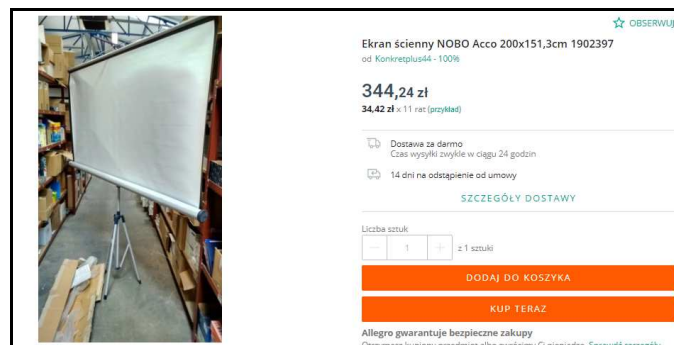 OBSERWUJ
Ekran ścienny NOBO Acco 200x151,3cm 1902397
od Konkretplus44 - 100%
344,24 zł
34,42 zł x 11 rat (przykład)
Dostawa za darmo
Czas wysyłki zwykle w ciągu 24 godzin
14 dni na odstąpienie od umowy
SZCZEGÓŁY DOSTAWY
Liczba sztuk
1 z 1 sztuki
DODAJ DO KOSZYKA
KUP TERAZ
Allegro gwarantuje bezpieczne zakupy